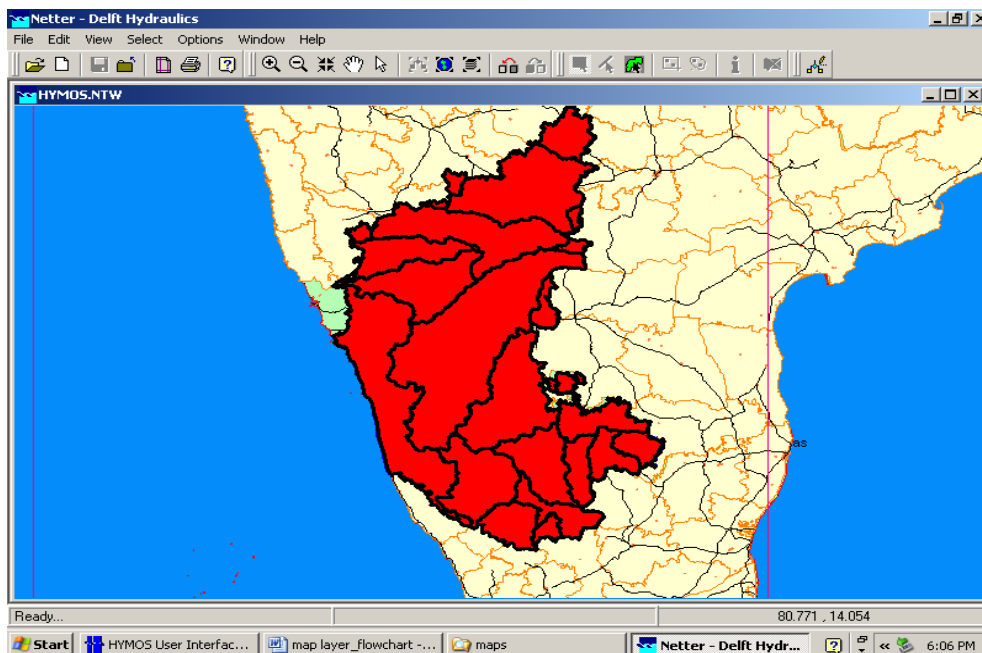 Netter - Delft Hydraulics
File Edit View Select Options Window Help
HYMOS.NTW
as
Ready...
80.771 , 14.054
Start
HYMOS User Interfac...
map layer_flowchart -...
maps
Netter - Delft Hydr...
«
6:06 PM